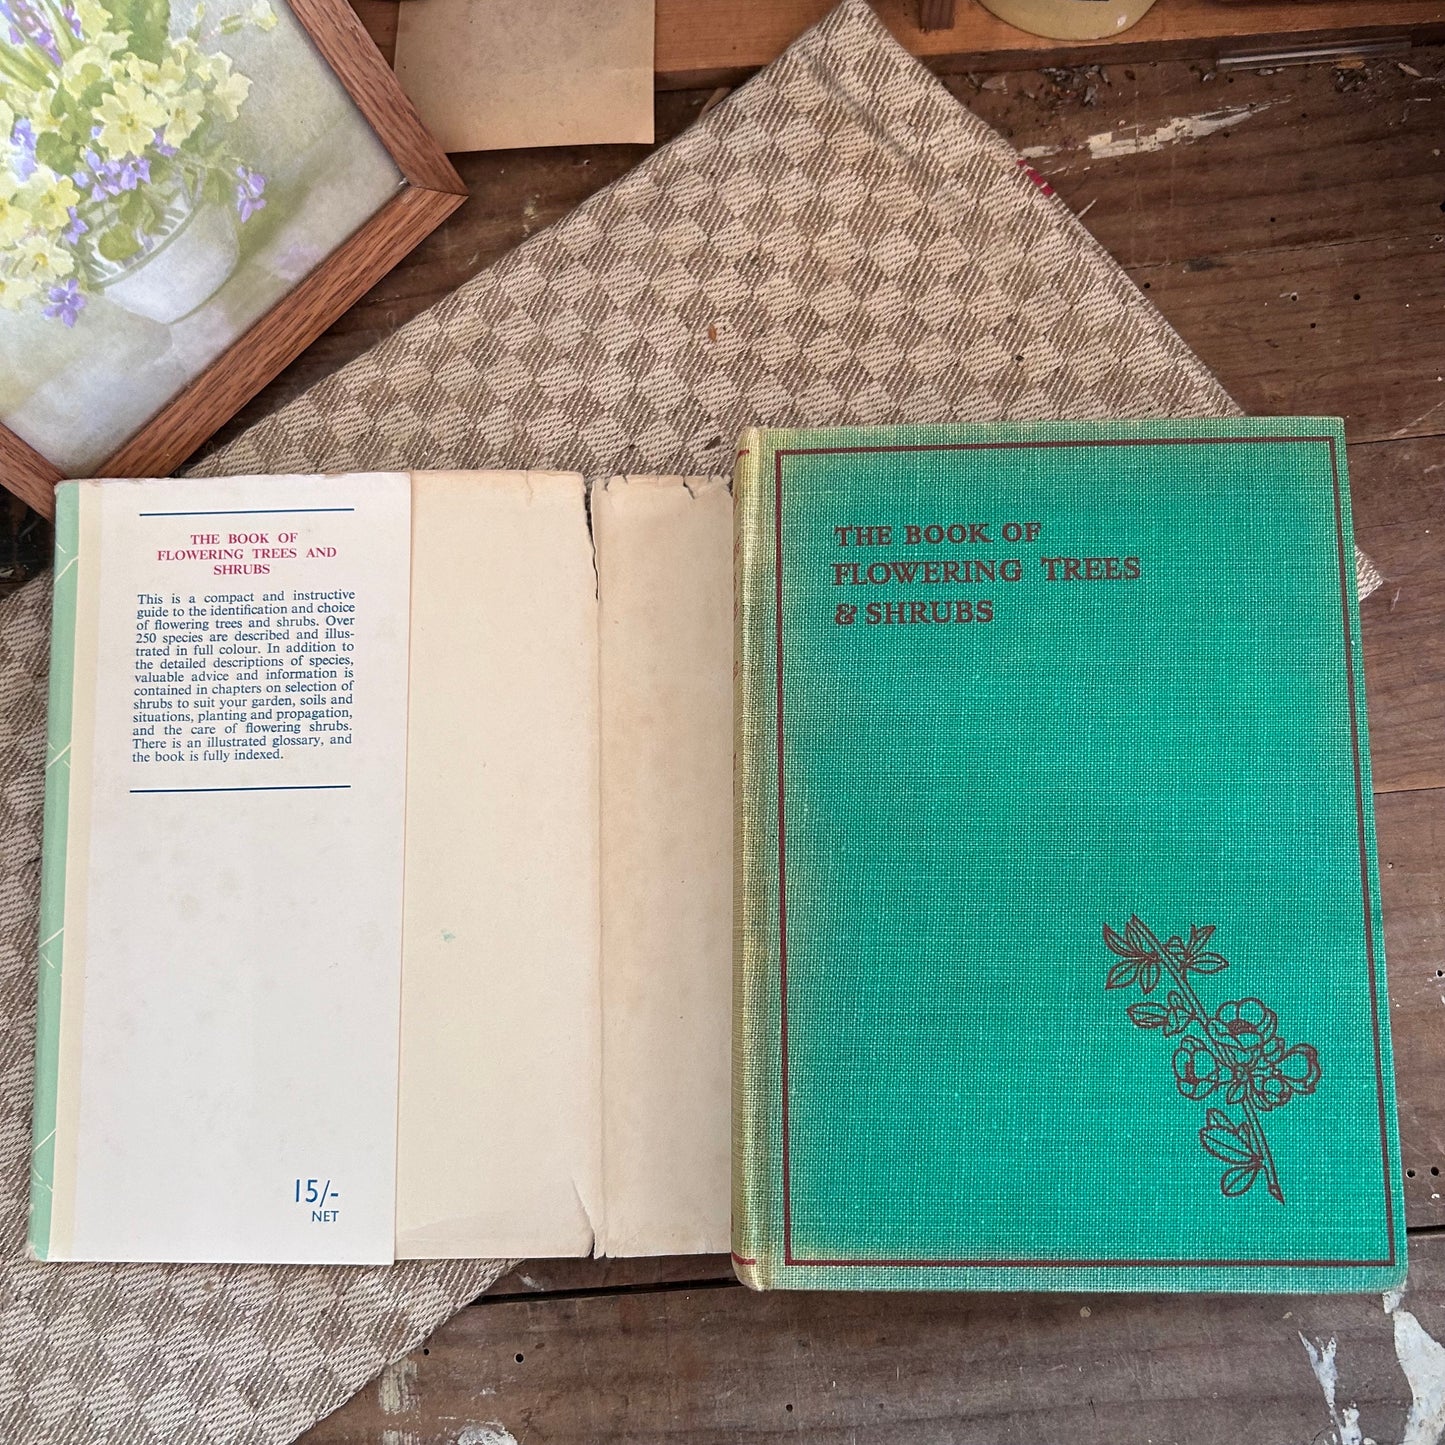 THE BOOK OF
FLOWERING TREES AND
SHRUBS
This is a compact and instructive
guide to the identification and choice
of flowering trees and shrubs. Over
250 species are described and illus-
trated in full colour. In addition to
the detailed descriptions of species,
valuable advice and information is
contained in chapters on selection of
shrubs to suit your garden, soils and
situations, planting and propagation,
and the care of flowering shrubs.
There is an illustrated glossary, and
the book is fully indexed.
15/-
NET
THE BOOK OF
FLOWERING TREES
& SHRUBS